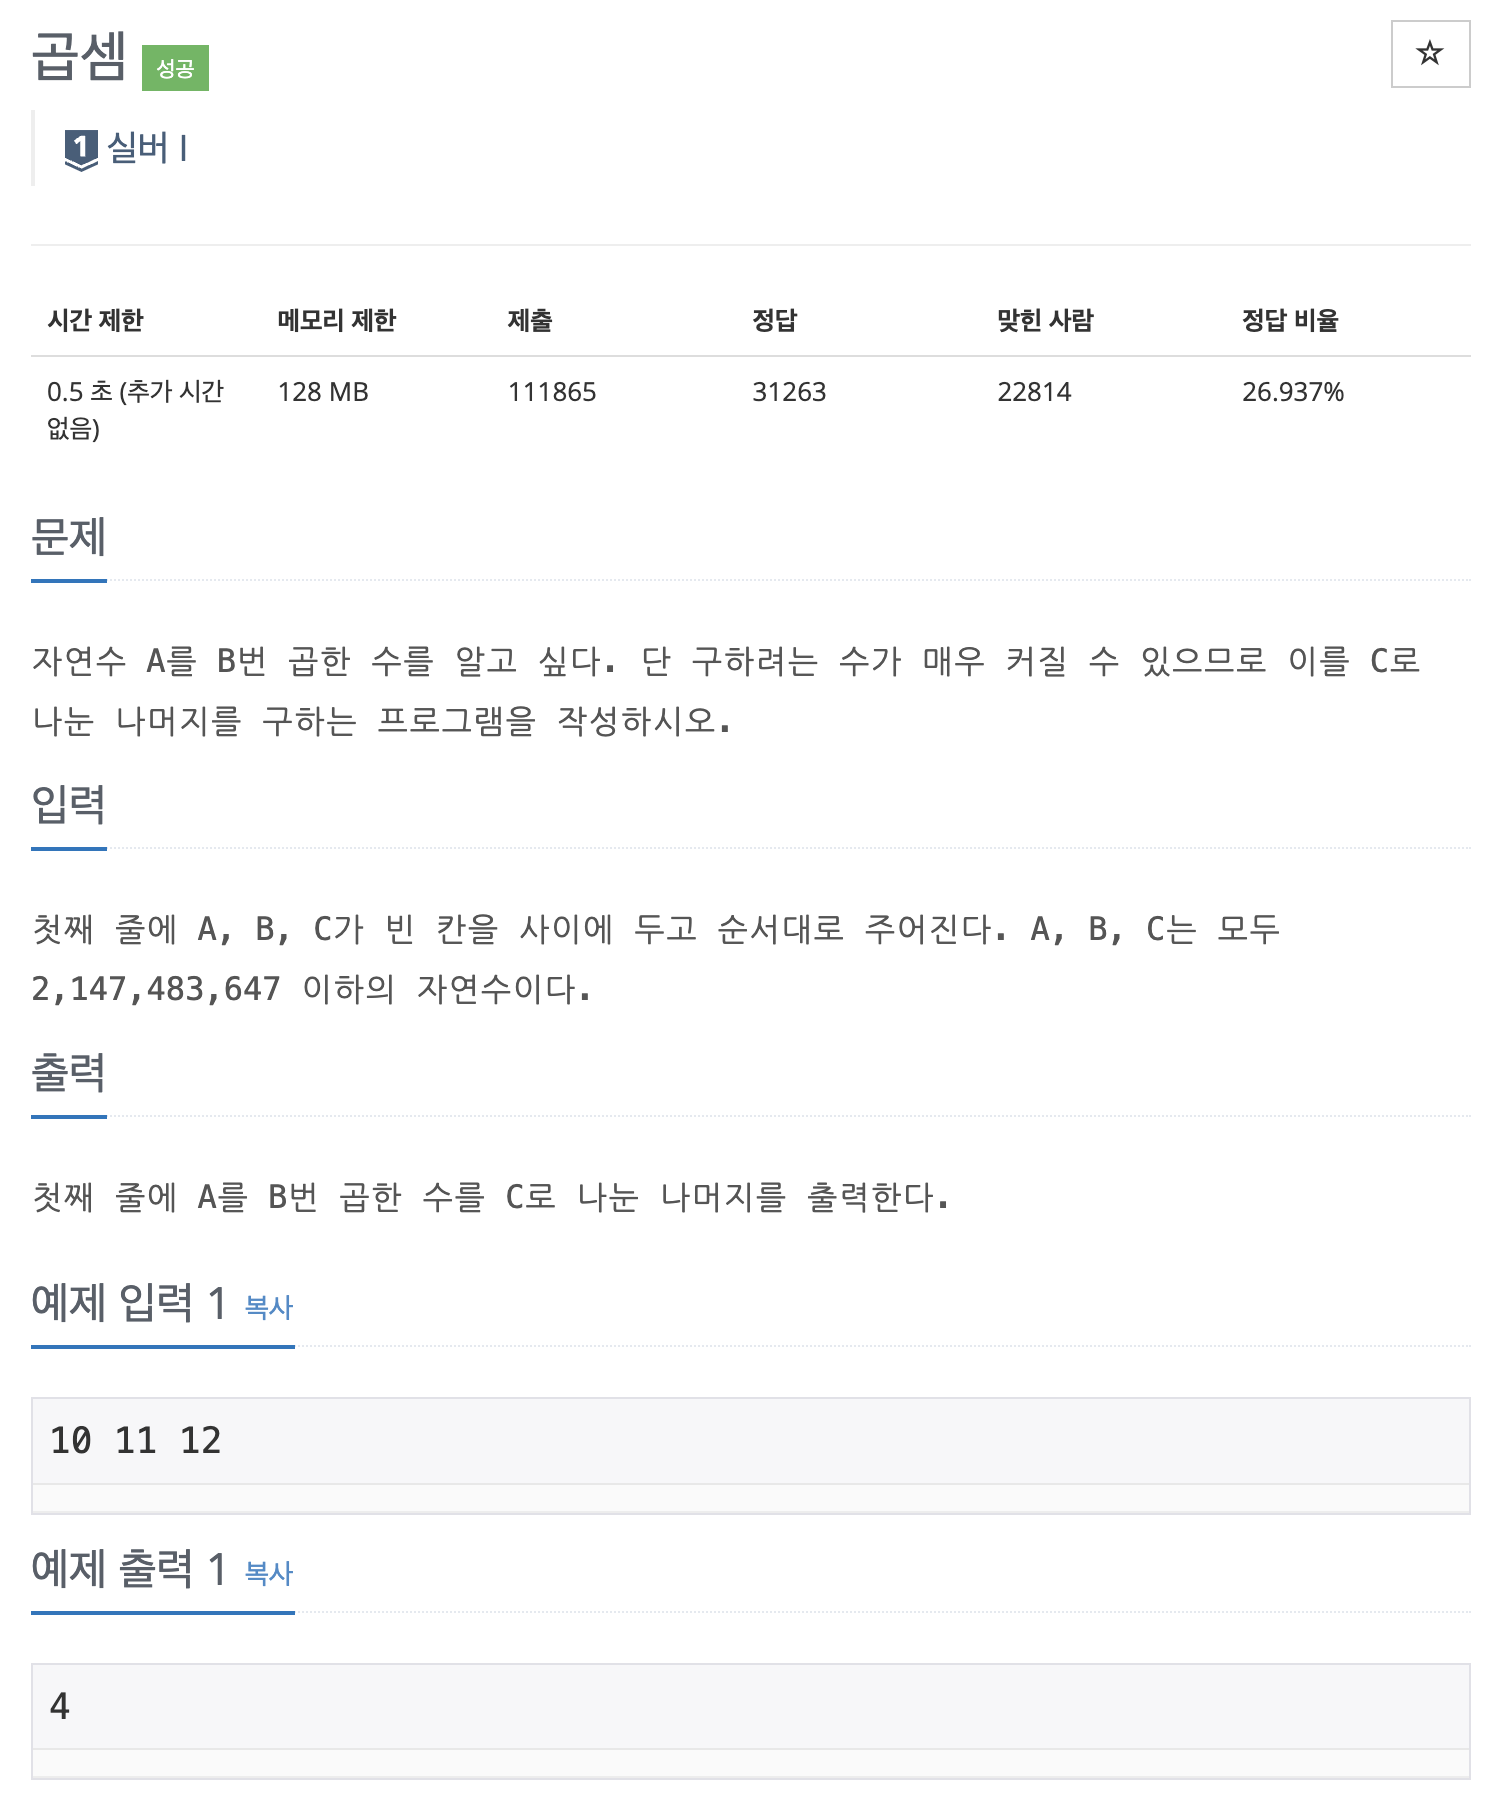 곱셈 성공
☆
1 실버 I
시간 제한 메모리 제한 제출 정답 맞힌 사람 정답 비율
0.5 초 (추가 시간 없음) 128 MB 111865 31263 22814 26.937%
문제
자연수 A를 B번 곱한 수를 알고 싶다. 단 구하려는 수가 매우 커질 수 있으므로 이를 C로
나눈 나머지를 구하는 프로그램을 작성하시오.
입력
첫째 줄에 A, B, C가 빈 칸을 사이에 두고 순서대로 주어진다. A, B, C는 모두
2,147,483,647 이하의 자연수이다.
출력
첫째 줄에 A를 B번 곱한 수를 C로 나눈 나머지를 출력한다.
예제 입력 1 복사
10 11 12
예제 출력 1 복사
4